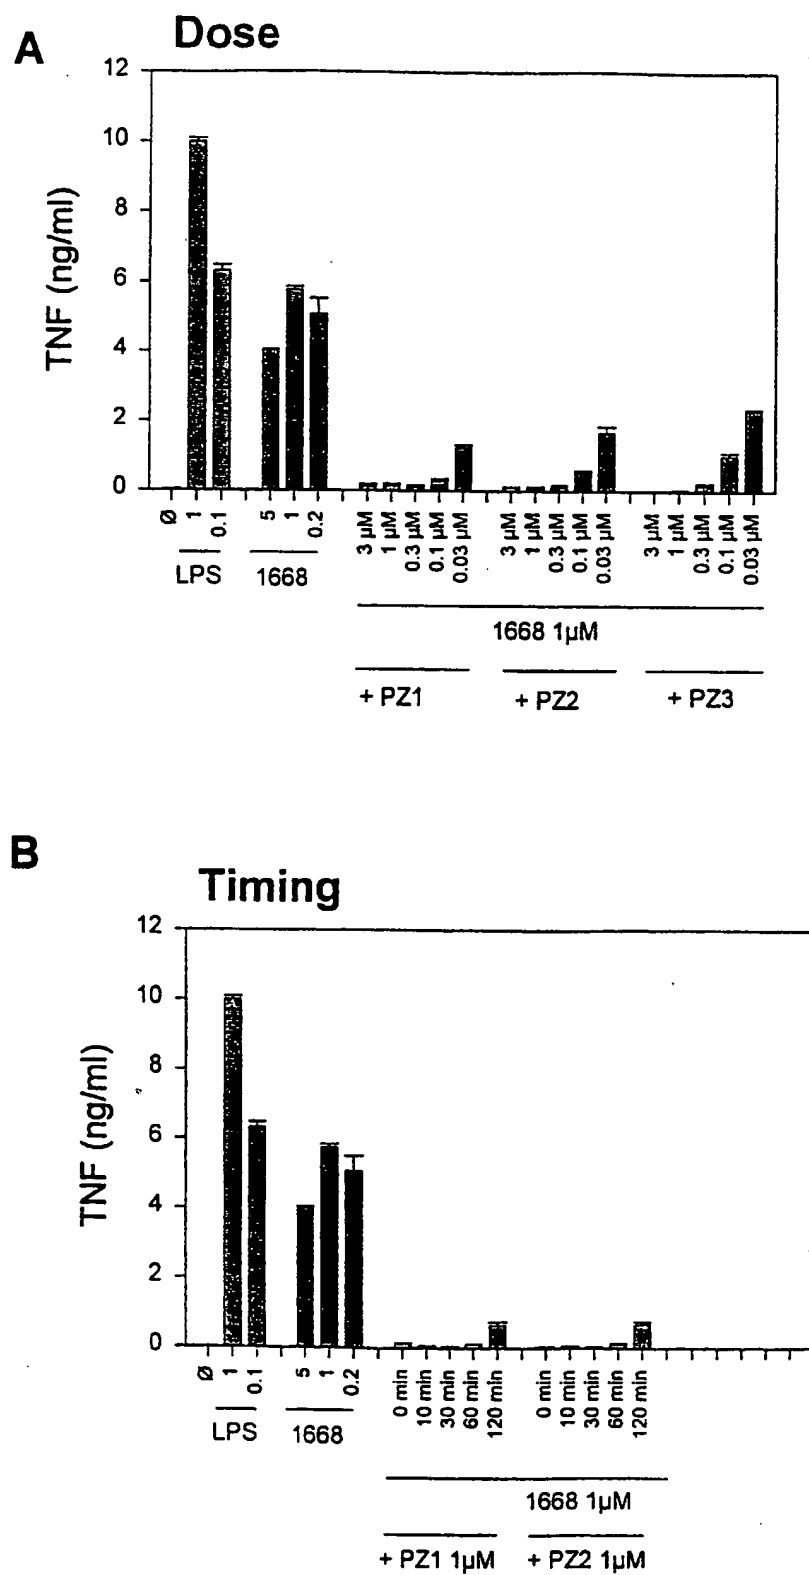 A
Dose
TNF (ng/ml)
12
10
8
6
4
2
0
Ø 1 0.1 5 1 0.2 3 µM 1 µM 0.3 µM 0.1 µM 0.03 µM 3 µM 1 µM 0.3 µM 0.1 µM 0.03 µM 3 µM 1 µM 0.3 µM 0.1 µM 0.03 µM
LPS 1668
1668 1µM
+ PZ1 + PZ2 + PZ3
B
Timing
TNF (ng/ml)
12
10
8
6
4
2
0
Ø 1 0.1 5 1 0.2 0 min 10 min 30 min 60 min 120 min 0 min 10 min 30 min 60 min 120 min
LPS 1668
1668 1µM
+ PZ1 1µM + PZ2 1µM